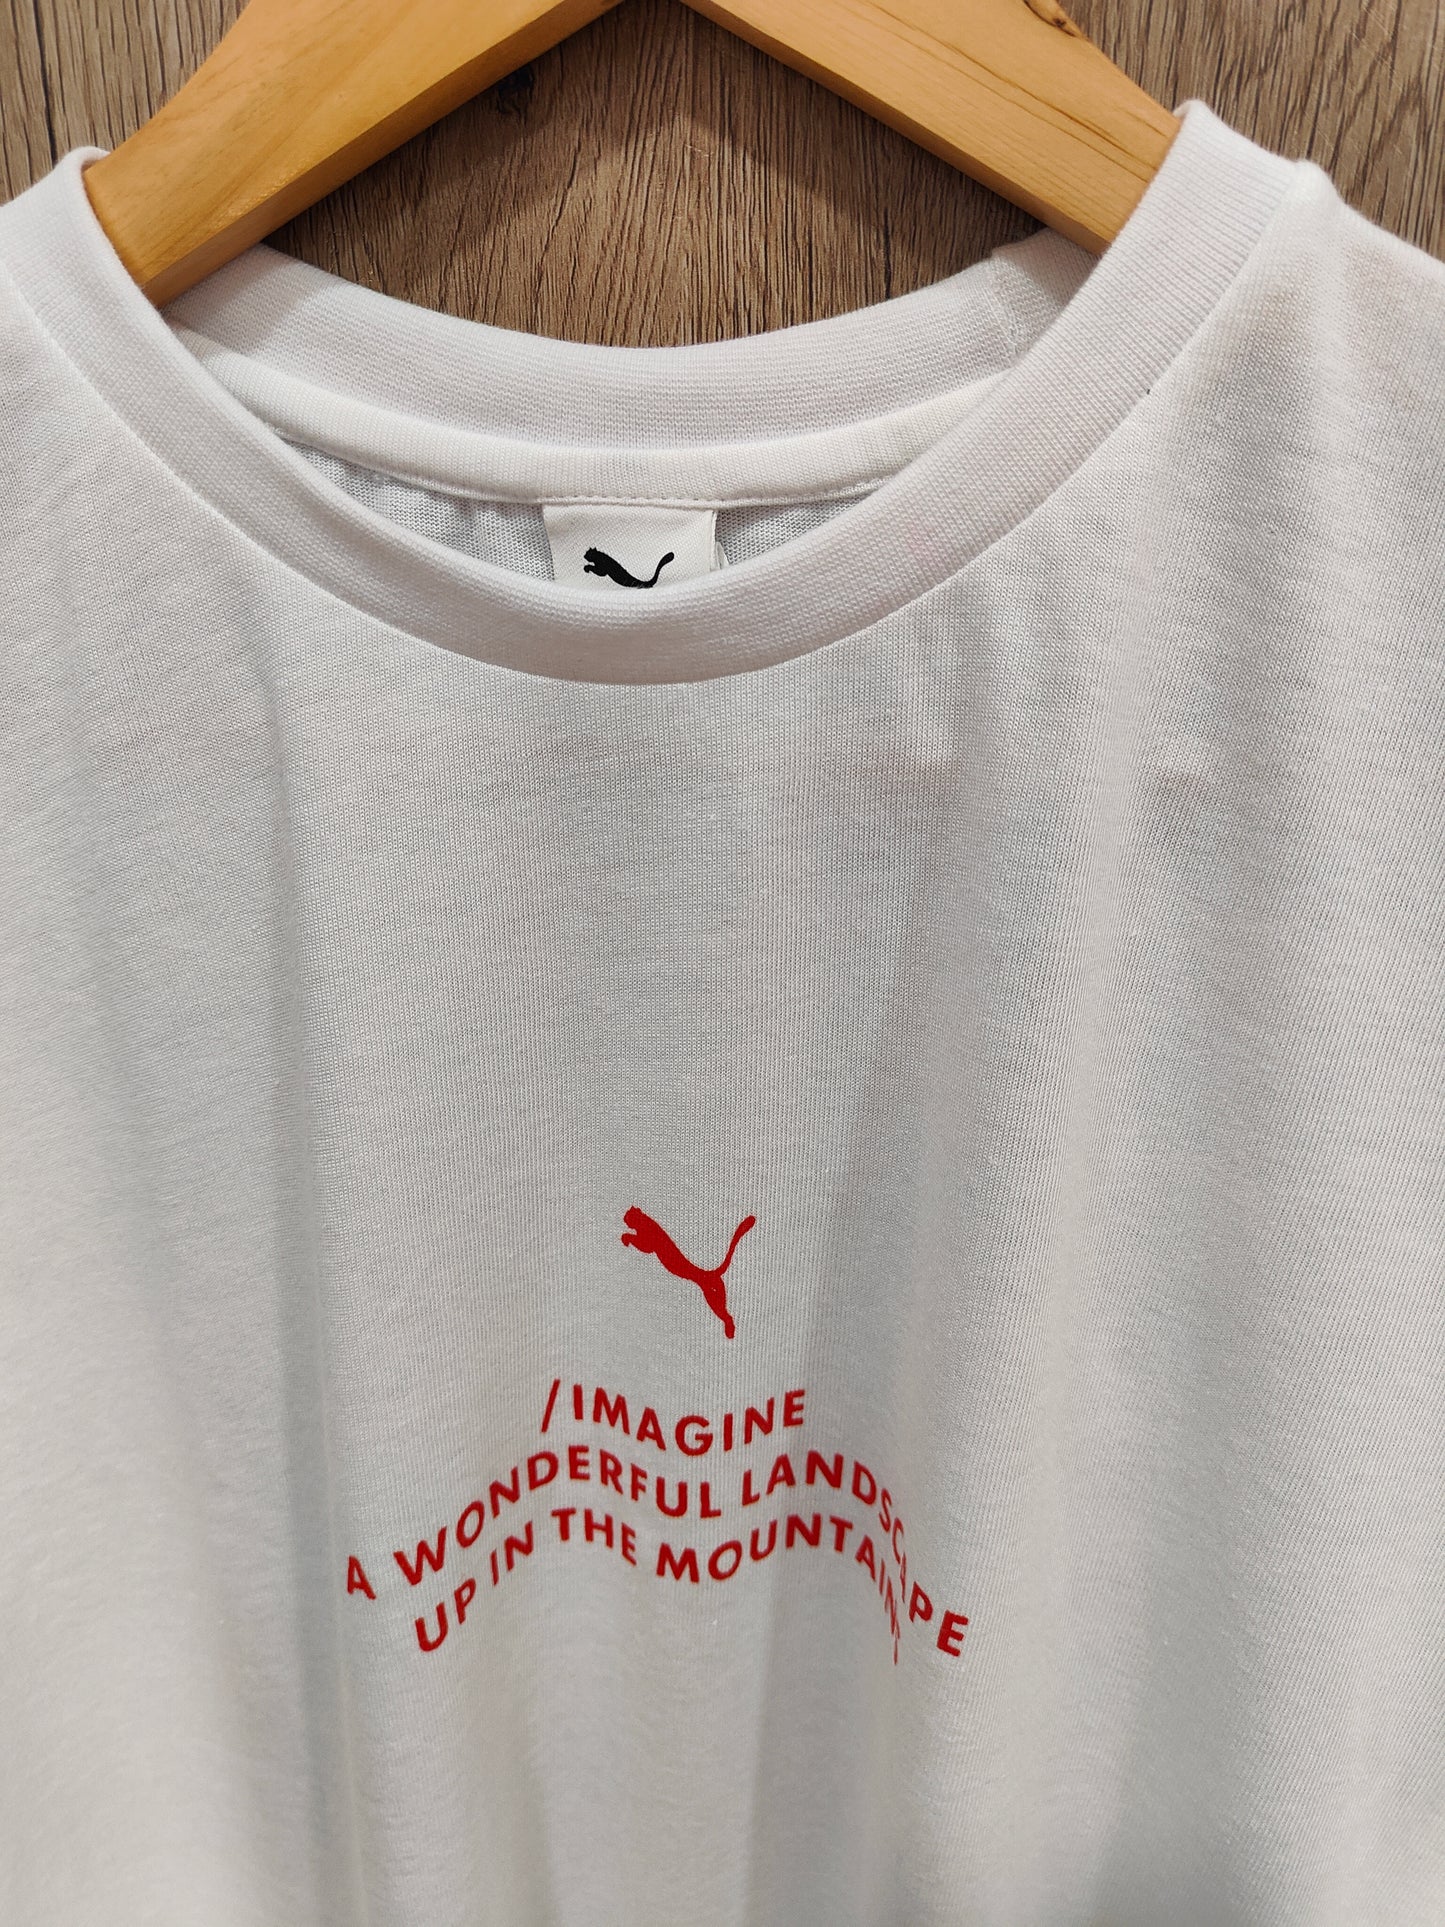 /IMAGINE
A WONDERFUL LANDSCAPE
UP IN THE MOUNTAINS